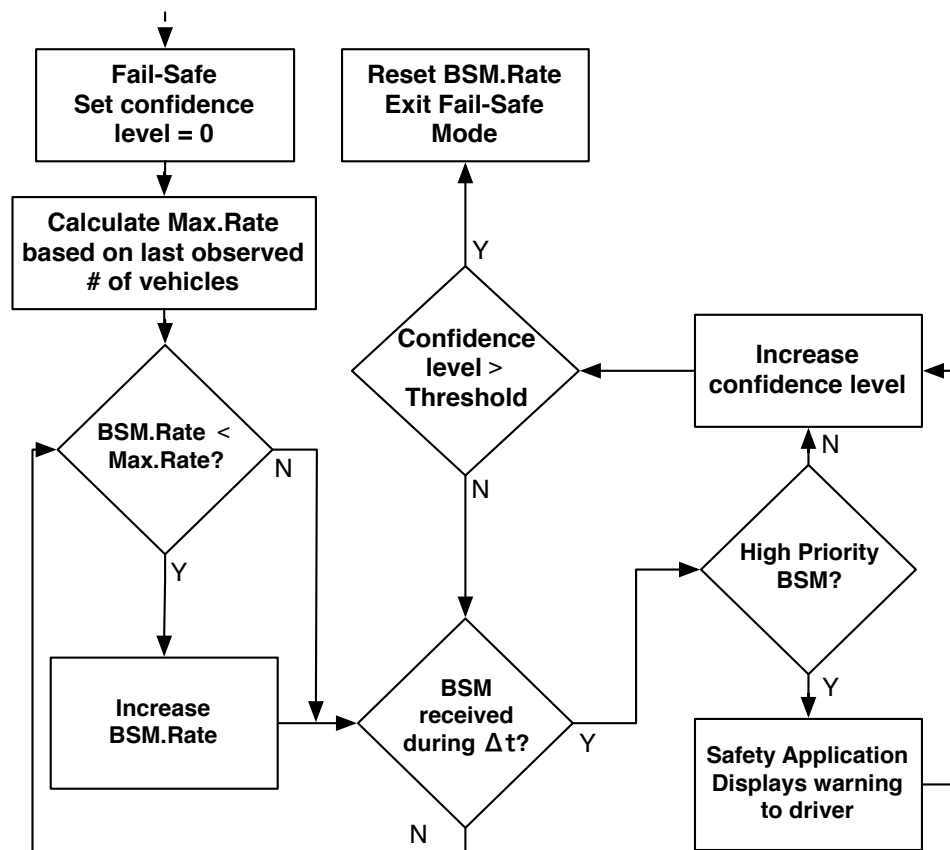 Fail-Safe
Set confidence
level = 0
Reset BSM.Rate
Exit Fail-Safe
Mode
Calculate Max.Rate
based on last observed
# of vehicles
Y
Confidence
level >
Threshold
Increase
confidence level
BSM.Rate <
Max.Rate?
N
N
N
High Priority
BSM?
Y
Y
Increase
BSM.Rate
BSM
received
during Δt?
Y
Safety Application
Displays warning
to driver
N